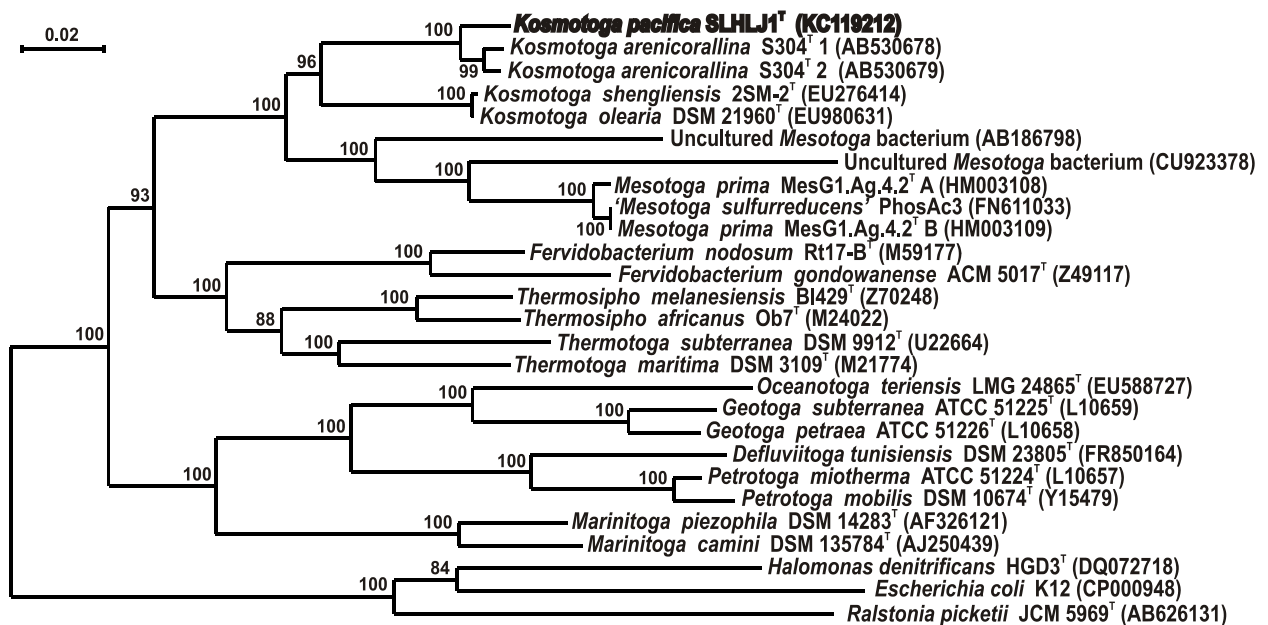 0.02
100 Kosmotoga pacifica SLHLJ1ᵀ (KC119212)
Kosmotoga arenicorallina S304ᵀ 1 (AB530678)
96 99 Kosmotoga arenicorallina S304ᵀ 2 (AB530679)
100 100 Kosmotoga shengliensis 2SM-2ᵀ (EU276414)
Kosmotoga olearia DSM 21960ᵀ (EU980631)
100 Uncultured Mesotoga bacterium (AB186798)
100 Uncultured Mesotoga bacterium (CU923378)
93 100 Mesotoga prima MesG1.Ag.4.2ᵀ A (HM003108)
'Mesotoga sulfurreducens' PhosAc3 (FN611033)
100 Mesotoga prima MesG1.Ag.4.2ᵀ B (HM003109)
100 Fervidobacterium nodosum Rt17-Bᵀ (M59177)
100 Fervidobacterium gondowanense ACM 5017ᵀ (Z49117)
100 Thermosipho melanesiensis BI429ᵀ (Z70248)
88 Thermosipho africanus Ob7ᵀ (M24022)
100 100 Thermotoga subterranea DSM 9912ᵀ (U22664)
Thermotoga maritima DSM 3109ᵀ (M21774)
100 Oceanotoga teriensis LMG 24865ᵀ (EU588727)
100 100 Geotoga subterranea ATCC 51225ᵀ (L10659)
Geotoga petraea ATCC 51226ᵀ (L10658)
100 100 Defluviitoga tunisiensis DSM 23805ᵀ (FR850164)
100 Petrotoga miotherma ATCC 51224ᵀ (L10657)
Petrotoga mobilis DSM 10674ᵀ (Y15479)
100 Marinitoga piezophila DSM 14283ᵀ (AF326121)
Marinitoga camini DSM 135784ᵀ (AJ250439)
84 Halomonas denitrificans HGD3ᵀ (DQ072718)
100 Escherichia coli K12 (CP000948)
Ralstonia picketii JCM 5969ᵀ (AB626131)